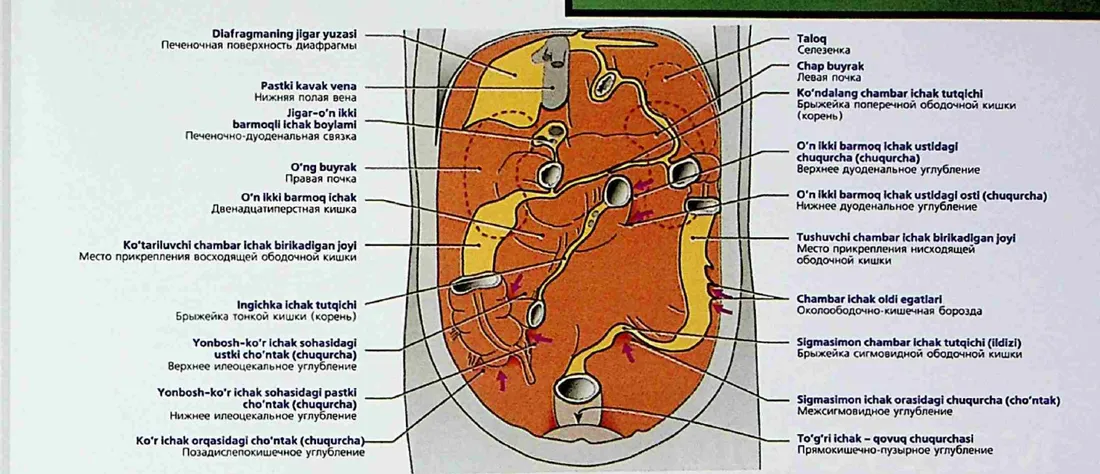 Diafragmaning jigar yuzasi
Печеночная поверхность диафрагмы
Pastki kavak vena
Нижняя полая вена
Jigar-o'n ikki
barmoqli ichak boylami
Печеночно-дуоденальная связка
O'ng buyrak
Правая почка
O'n ikki barmoq ichak
Двенадцатиперстная кишка
Ko'tariluvchi chambar ichak birikadigan joyi
Место прикрепления восходящей ободочной кишки
Ingichka ichak tutqichi
Брыжейка тонкой кишки (корень)
Yonbosh-ko'r ichak sohasidagi
ustki cho'ntak (chuqurcha)
Верхнее илеоцекальное углубление
Yonbosh-ko'r ichak sohasidagi pastki
cho'ntak (chuqurcha)
Нижнее илеоцекальное углубление
Ko'r ichak orqasidagi cho'ntak (chuqurcha)
Позадислепокишечное углубление
Taloq
Селезенка
Chap buyrak
Левая почка
Ko'ndalang chambar ichak tutqichi
Брыжейка поперечной ободочной кишки
(корень)
O'n ikki barmoq ichak ustidagi
chuqurcha (chuqurcha)
Верхнее дуоденальное углубление
O'n ikki barmoq ichak ustidagi osti (chuqurcha)
Нижнее дуоденальное углубление
Tushuvchi chambar ichak birikadigan joyi
Место прикрепления нисходящей
ободочной кишки
Chambar ichak oldi egatlari
Околоободочно-кишечная борозда
Sigmasimon chambar ichak tutqichi (ildizi)
Брыжейка сигмовидной ободочной кишки
Sigmasimon ichak orasidagi chuqurcha (cho'ntak)
Межсигмовидное углубление
To'g'ri ichak – qovuq chuqurchasi
Прямокишечно-пузырное углубление